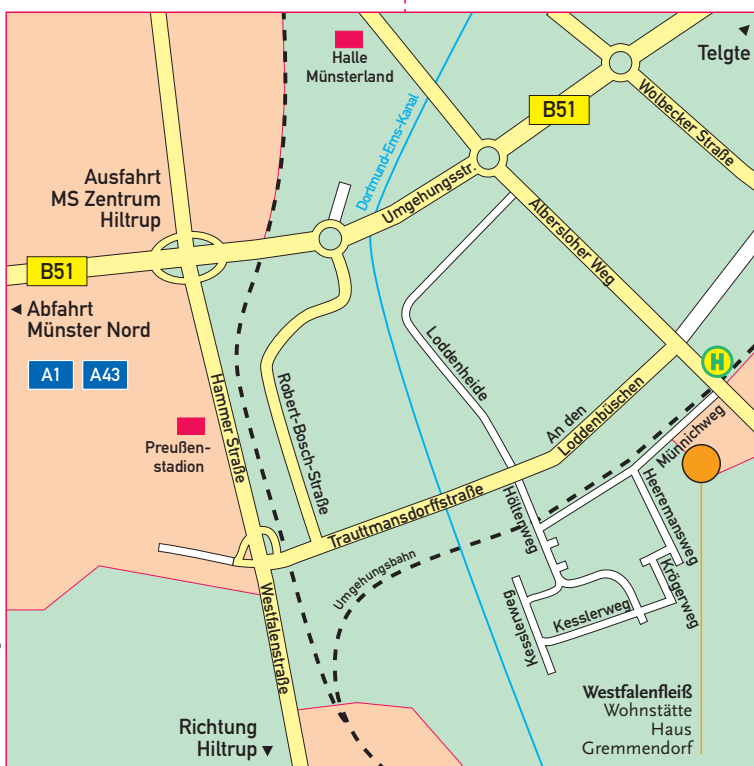 Telgte
Halle
Münsterland
Wolbecker Straße
B51
Dortmund-Ems-Kanal
Ausfahrt
MS Zentrum
Hiltrup
Umgehungsstr.
Albersloher Weg
B51
Abfahrt
Münster Nord
A1 A43
Loddenheide
H
Hammer Straße
Robert-Bosch-Straße
An den
Loddenbüschen
Preußen-
stadion
Münnichweg
Trauttmansdorffstraße
Höltenweg
Heeremansweg
Umgehungsbahn
Krögerweg
Westfalenstraße
Kesslerweg
Kesslerweg
Westfalenfleiß
Wohnstätte
Haus
Gremmendorf
Richtung
Hiltrup